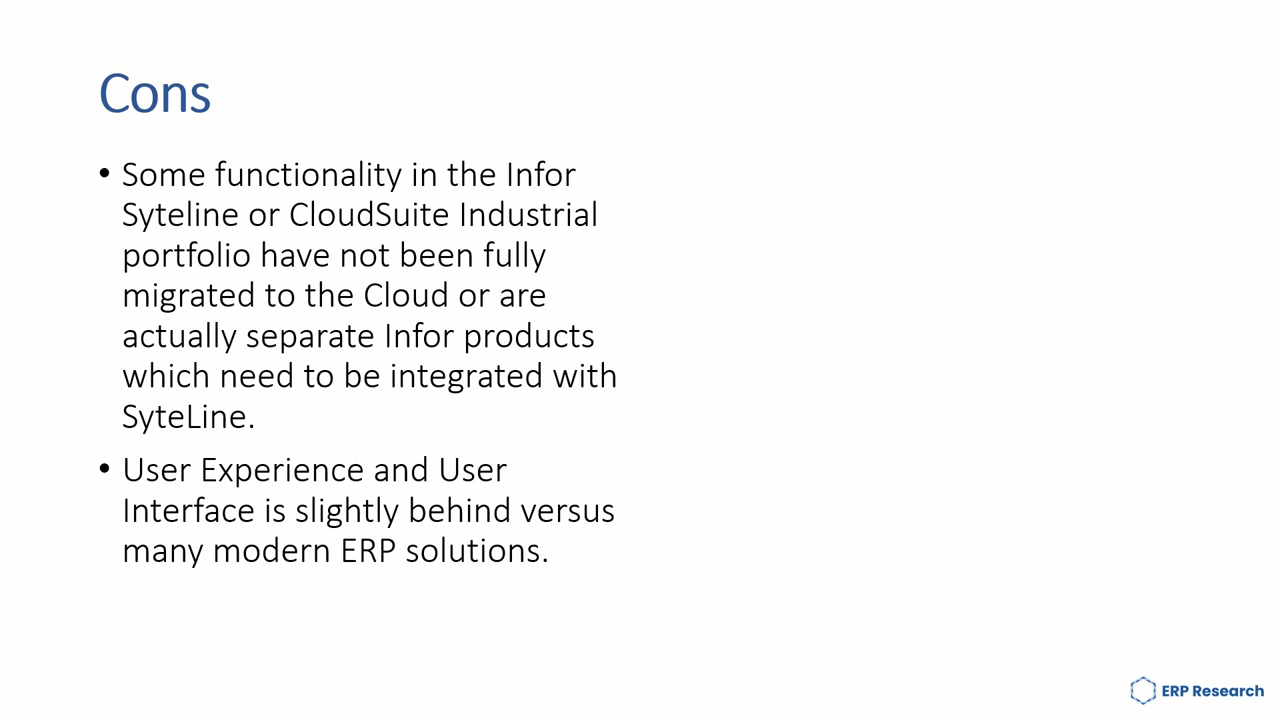 Cons
• Some functionality in the Infor
Syteline or CloudSuite Industrial
portfolio have not been fully
migrated to the Cloud or are
actually separate Infor products
which need to be integrated with
SyteLine.
• User Experience and User
Interface is slightly behind versus
many modern ERP solutions.
ERP Research